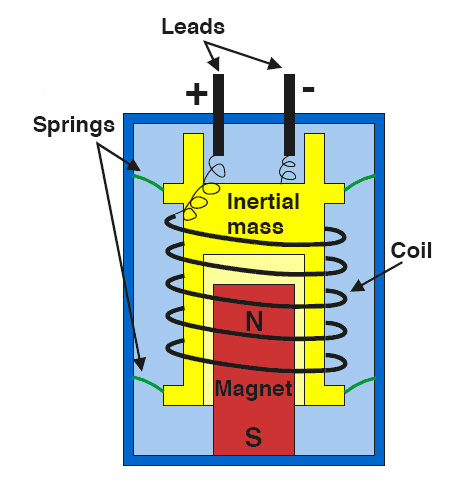 Leads
+
-
Springs
Inertial
mass
Coil
N
Magnet
S